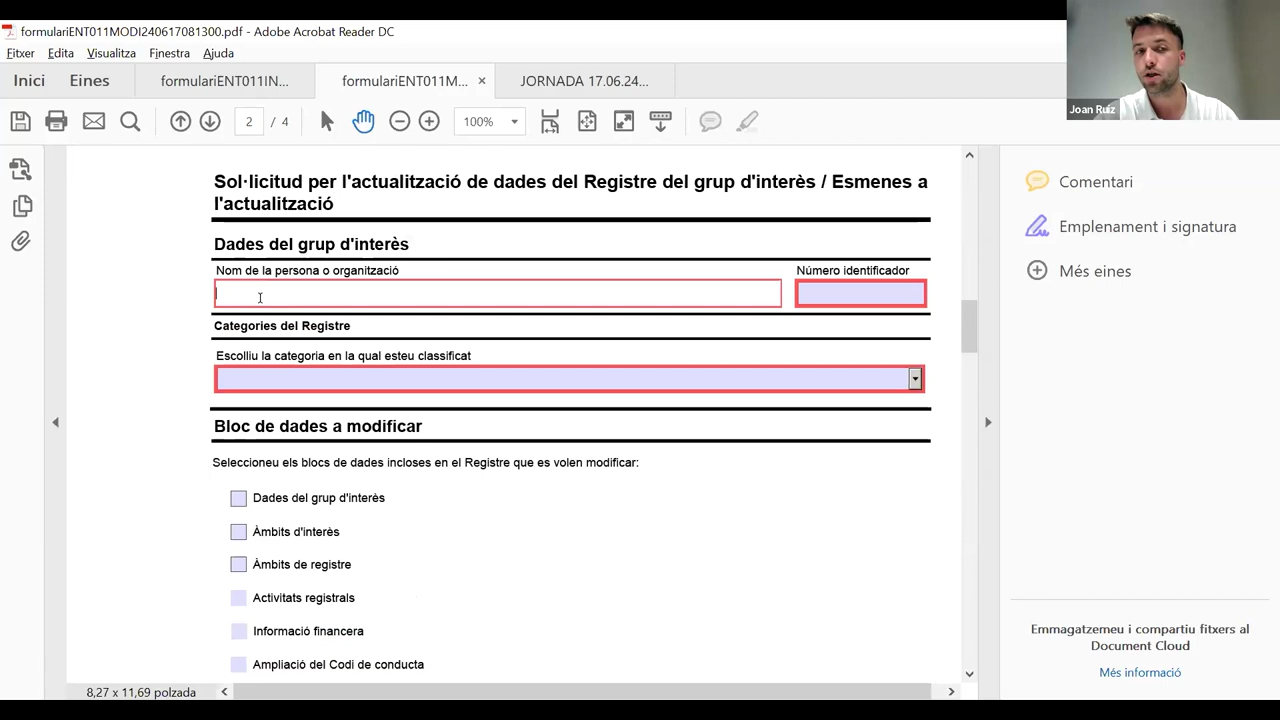 formulariENT011MODI240617081300.pdf - Adobe Acrobat Reader DC
Fitxer Edita Visualitza Finestra Ajuda
Inici Eines formulariENT011IN... formulariENT011M... × JORNADA 17.06.24...
2 / 4 100%
Joan Ruiz
Sol·licitud per l'actualització de dades del Registre del grup d'interès / Esmenes a
l'actualització
Dades del grup d'interès
Nom de la persona o organització Número identificador
Categories del Registre
Escolliu la categoria en la qual esteu classificat
Bloc de dades a modificar
Seleccioneu els blocs de dades incloses en el Registre que es volen modificar:
Dades del grup d'interès
Àmbits d'interès
Àmbits de registre
Activitats registrals
Informació financera
Ampliació del Codi de conducta
8,27 x 11,69 polzada
Comentari
Emplenament i signatura
Més eines
Emmagatzemeu i compartiu fitxers al
Document Cloud
Més informació